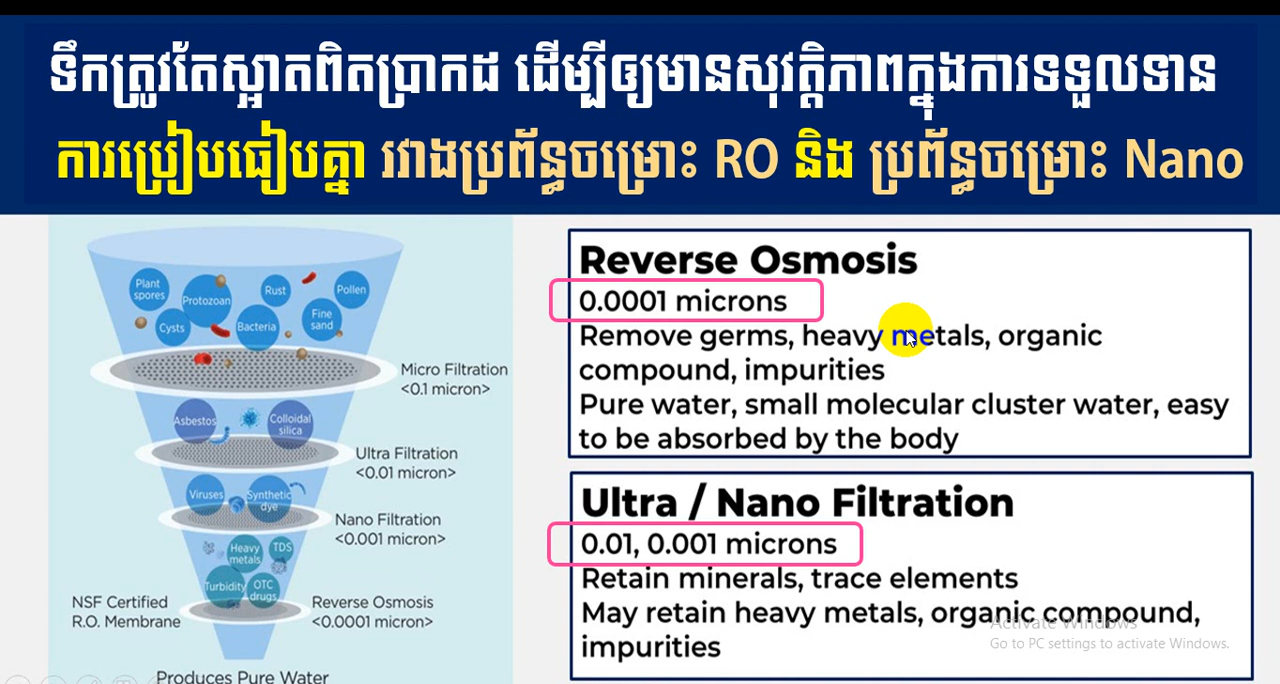 ទឹកត្រូវតែស្អាតពិតប្រាកដ ដើម្បីឲ្យមានសុវត្ថិភាពក្នុងការទទួលទាន
ការប្រៀបធៀបគ្នា រវាងប្រព័ន្ធចម្រោះ RO និង ប្រព័ន្ធចម្រោះ Nano
Plant
spores
Protozoan
Rust
Pollen
Cysts
Bacteria
Fine
sand
Micro Filtration
<0.1 micron>
Asbestos
Colloidal
silica
Ultra Filtration
<0.01 micron>
Viruses
Synthetic
dye
Nano Filtration
<0.001 micron>
Heavy
metals
TDS
Turbidity
OTC
drugs
NSF Certified
R.O. Membrane
Reverse Osmosis
<0.0001 micron>
Produces Pure Water
Reverse Osmosis
0.0001 microns
Remove germs, heavy metals, organic
compound, impurities
Pure water, small molecular cluster water, easy
to be absorbed by the body
Ultra / Nano Filtration
0.01, 0.001 microns
Retain minerals, trace elements
May retain heavy metals, organic compound,
impurities
Activate Windows
Go to PC settings to activate Windows.